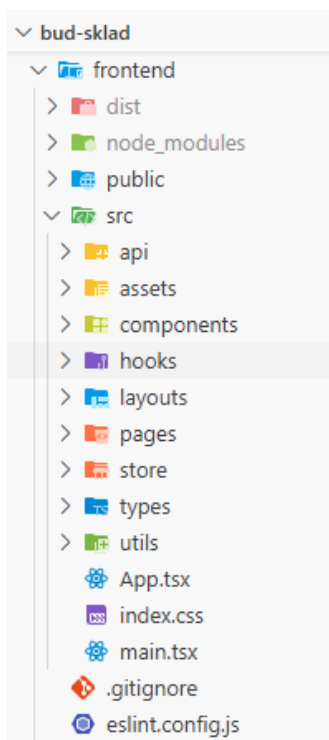 bud-sklad
frontend
dist
node_modules
public
src
api
assets
components
hooks
layouts
pages
store
types
utils
App.tsx
index.css
main.tsx
.gitignore
eslint.config.js